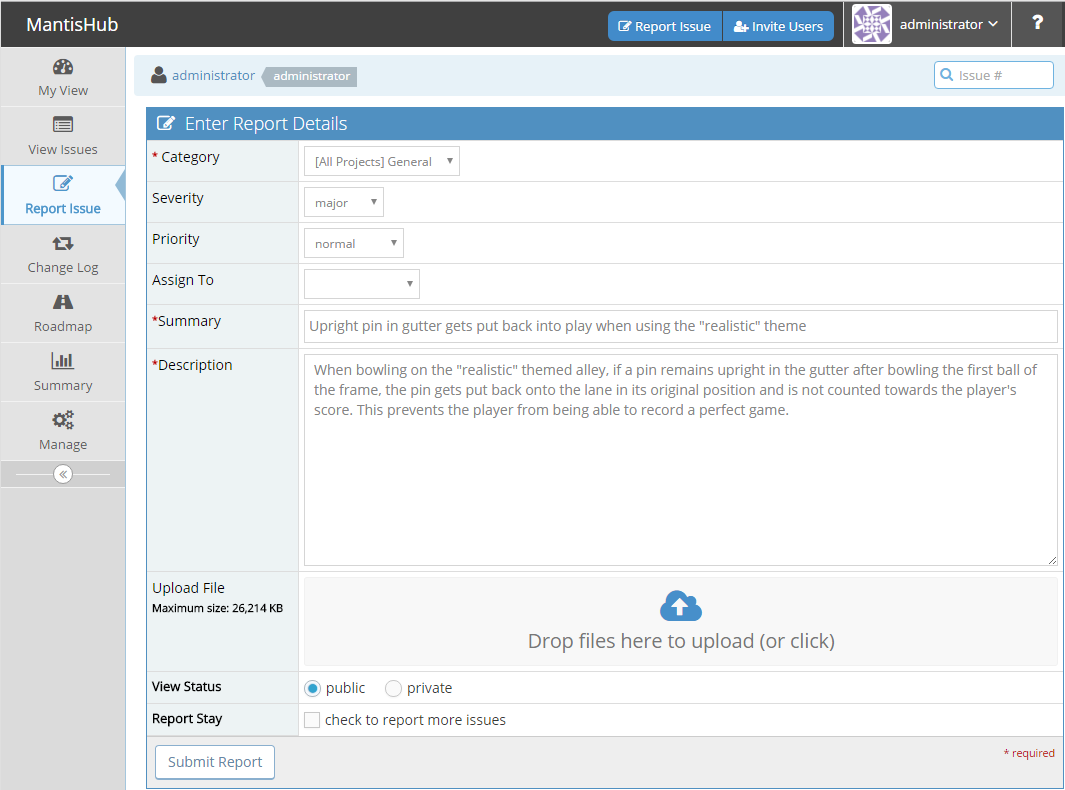 MantisHub
Report Issue
Invite Users
administrator
?
My View
View Issues
Report Issue
Change Log
Roadmap
Summary
Manage
administrator
administrator
Issue #
Enter Report Details
* Category
[All Projects] General
Severity
major
Priority
normal
Assign To
*Summary
Upright pin in gutter gets put back into play when using the "realistic" theme
*Description
When bowling on the "realistic" themed alley, if a pin remains upright in the gutter after bowling the first ball of
the frame, the pin gets put back onto the lane in its original position and is not counted towards the player's
score. This prevents the player from being able to record a perfect game.
Upload File
Maximum size: 26,214 KB
Drop files here to upload (or click)
View Status
public
private
Report Stay
check to report more issues
Submit Report
* required